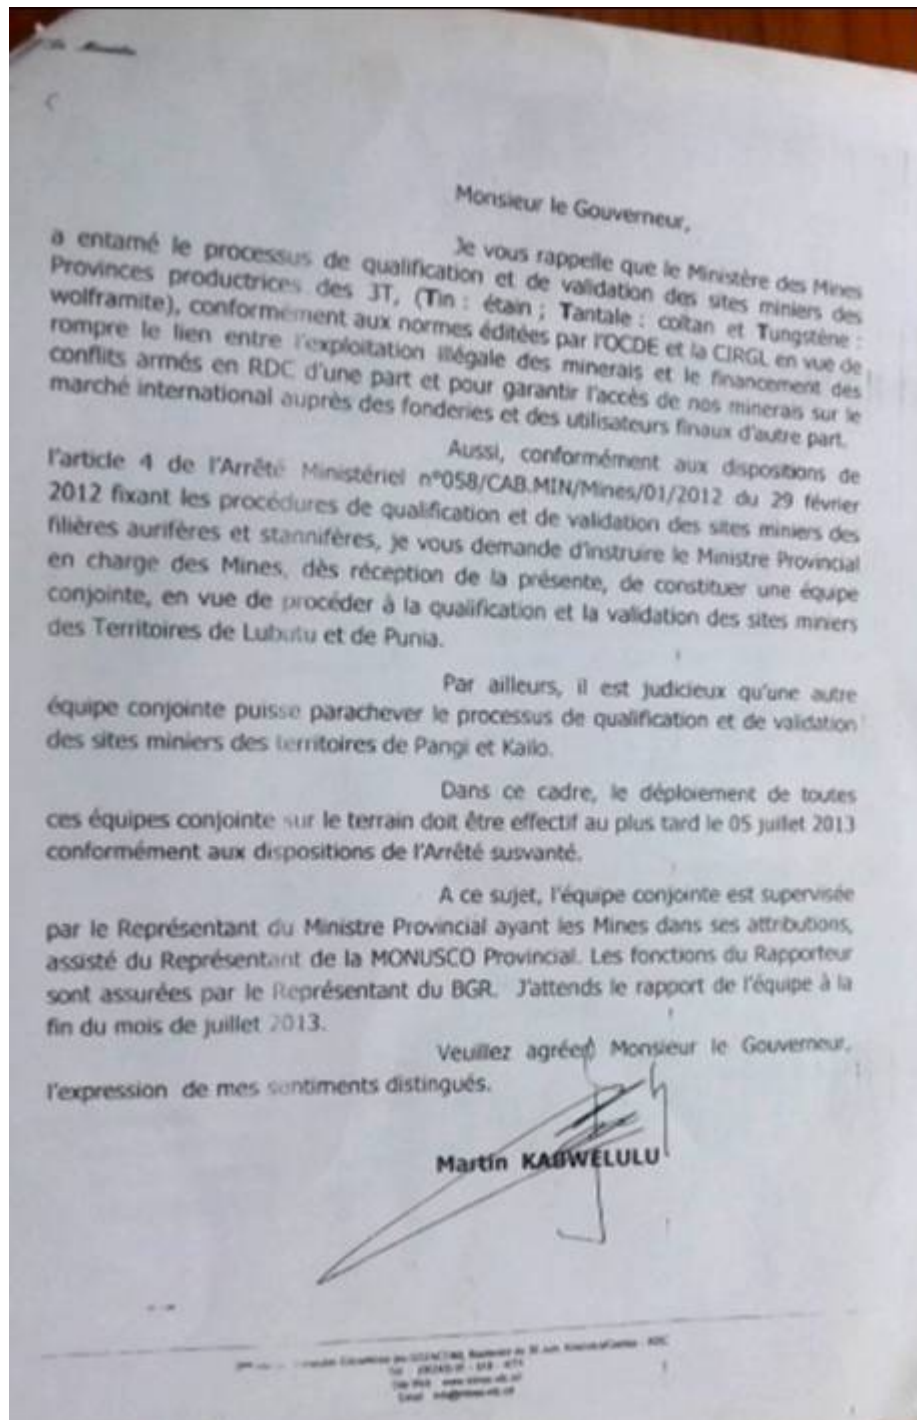 Monsieur le Gouverneur,
Je vous rappelle que le Ministère des Mines
a entamé le processus de qualification et de validation des sites miniers des
Provinces productrices des 3T, (Tin : étain ; Tantale : coltan et Tungstène :
wolframite), conformément aux normes éditées par l'OCDE et la CIRGL en vue de
rompre le lien entre l'exploitation illégale des minerais et le financement des
conflits armés en RDC d'une part et pour garantir l'accès de nos minerais sur le
marché international auprès des fonderies et des utilisateurs finaux d'autre part.
Aussi, conformément aux dispositions de
l'article 4 de l'Arrêté Ministériel n°058/CAB.MIN/Mines/01/2012 du 29 février
2012 fixant les procédures de qualification et de validation des sites miniers des
filières aurifères et stannifères, je vous demande d'instruire le Ministre Provincial
en charge des Mines, dès réception de la présente, de constituer une équipe
conjointe, en vue de procéder à la qualification et la validation des sites miniers
des Territoires de Lubutu et de Punia.
Par ailleurs, il est judicieux qu'une autre
équipe conjointe puisse parachever le processus de qualification et de validation
des sites miniers des territoires de Pangi et Kailo.
Dans ce cadre, le déploiement de toutes
ces équipes conjointe sur le terrain doit être effectif au plus tard le 05 juillet 2013
conformément aux dispositions de l'Arrêté susvanté.
A ce sujet, l'équipe conjointe est supervisée
par le Représentant du Ministre Provincial ayant les Mines dans ses attributions,
assisté du Représentant de la MONUSCO Provincial. Les fonctions du Rapporteur
sont assurées par le Représentant du BGR. J'attends le rapport de l'équipe à la
fin du mois de juillet 2013.
Veuillez agréer, Monsieur le Gouverneur,
l'expression de mes sentiments distingués.
Martin KABWELULU